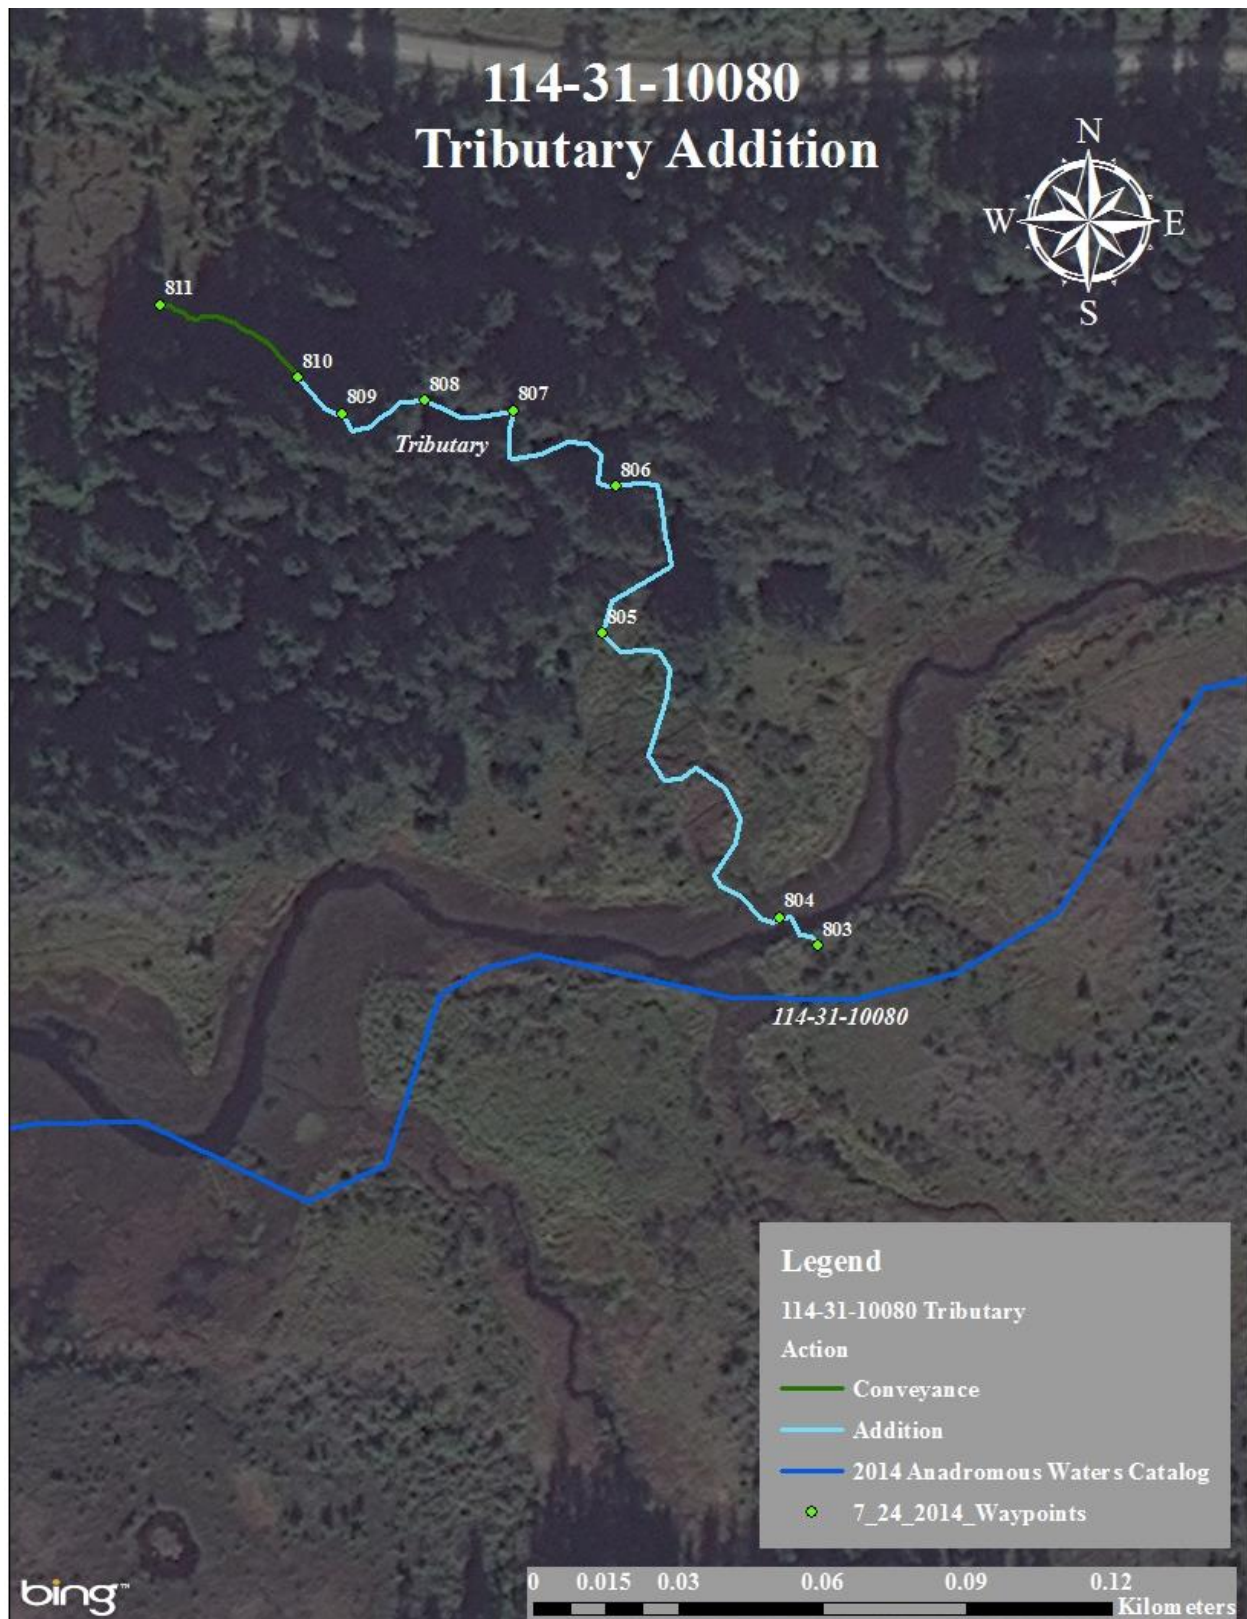 114-31-10080
Tributary Addition
N
W E
S
811
810
809
808
807
Tributary
806
805
804
803
114-31-10080
Legend
114-31-10080 Tributary
Action
Conveyance
Addition
2014 Anadromous Waters Catalog
7_24_2014_Waypoints
bing™
0 0.015 0.03 0.06 0.09 0.12
Kilometers